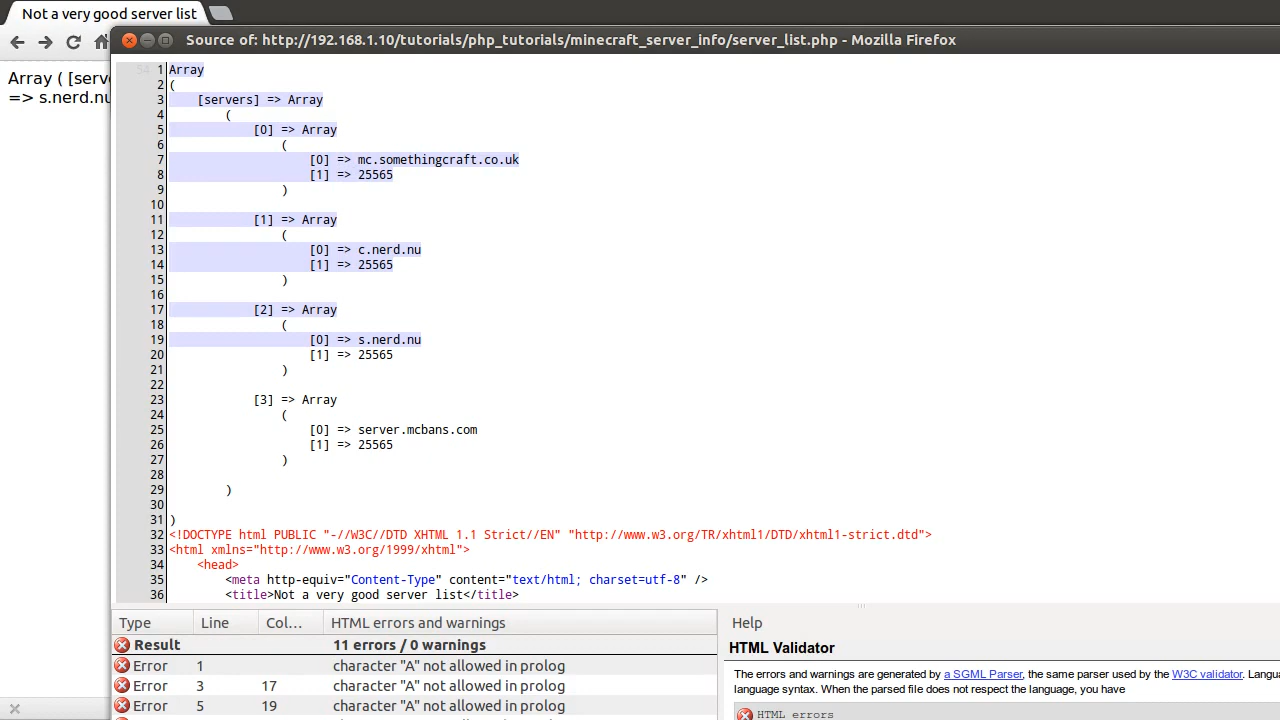 Not a very good server list
Source of: http://192.168.1.10/tutorials/php_tutorials/minecraft_server_info/server_list.php - Mozilla Firefox
Array ( [serv
=> s.nerd.nu
54 1 Array
2 (
3 [servers] => Array
4 (
5 [0] => Array
6 (
7 [0] => mc.somethingcraft.co.uk
8 [1] => 25565
9 )
10
11 [1] => Array
12 (
13 [0] => c.nerd.nu
14 [1] => 25565
15 )
16
17 [2] => Array
18 (
19 [0] => s.nerd.nu
20 [1] => 25565
21 )
22
23 [3] => Array
24 (
25 [0] => server.mcbans.com
26 [1] => 25565
27 )
28
29 )
30
31 )
32 <!DOCTYPE html PUBLIC "-//W3C//DTD XHTML 1.1 Strict//EN" "http://www.w3.org/TR/xhtml1/DTD/xhtml1-strict.dtd">
33 <html xmlns="http://www.w3.org/1999/xhtml">
34 <head>
35 <meta http-equiv="Content-Type" content="text/html; charset=utf-8" />
36 <title>Not a very good server list</title>
Type Line Col... HTML errors and warnings
Result 11 errors / 0 warnings
Error 1 character "A" not allowed in prolog
Error 3 17 character "A" not allowed in prolog
Error 5 19 character "A" not allowed in prolog
Help
HTML Validator
The errors and warnings are generated by a SGML Parser, the same parser used by the W3C validator. Langu
language syntax. When the parsed file does not respect the language, you have
HTML errors